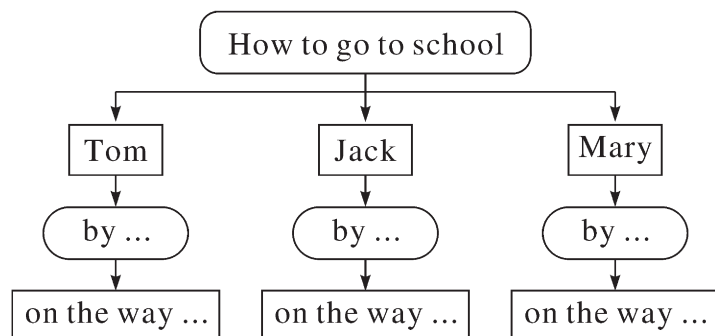 How to go to school
Tom
Jack
Mary
by ...
by ...
by ...
on the way ...
on the way ...
on the way ...